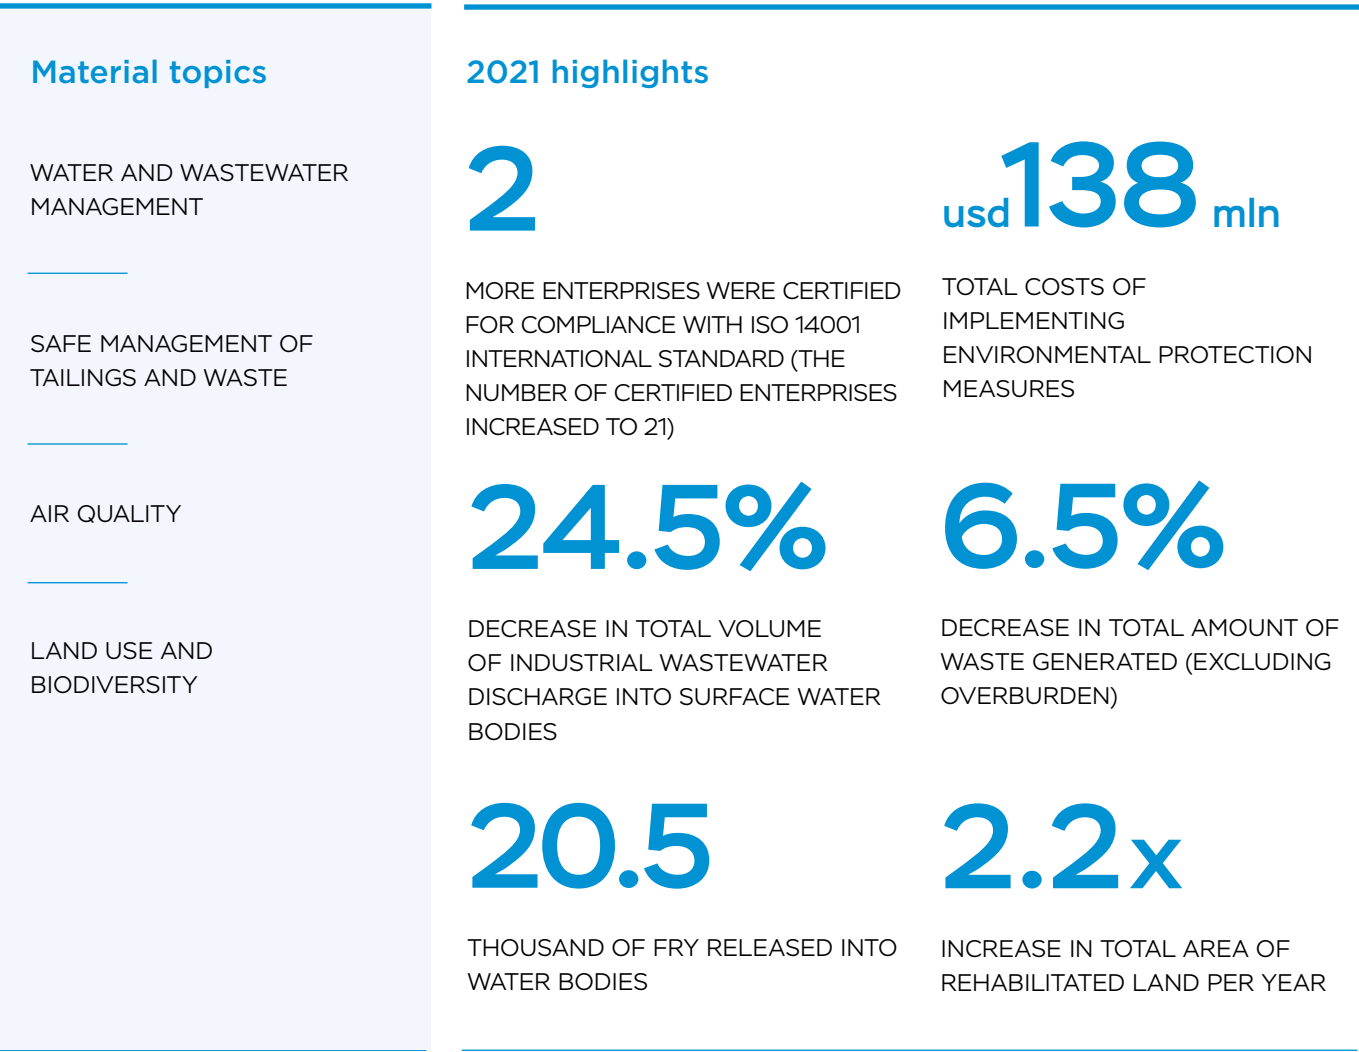 Material topics
WATER AND WASTEWATER
MANAGEMENT
SAFE MANAGEMENT OF
TAILINGS AND WASTE
AIR QUALITY
LAND USE AND
BIODIVERSITY
2021 highlights
2
MORE ENTERPRISES WERE CERTIFIED
FOR COMPLIANCE WITH ISO 14001
INTERNATIONAL STANDARD (THE
NUMBER OF CERTIFIED ENTERPRISES
INCREASED TO 21)
usd 138 mln
TOTAL COSTS OF
IMPLEMENTING
ENVIRONMENTAL PROTECTION
MEASURES
24.5%
DECREASE IN TOTAL VOLUME
OF INDUSTRIAL WASTEWATER
DISCHARGE INTO SURFACE WATER
BODIES
6.5%
DECREASE IN TOTAL AMOUNT OF
WASTE GENERATED (EXCLUDING
OVERBURDEN)
20.5
THOUSAND OF FRY RELEASED INTO
WATER BODIES
2.2x
INCREASE IN TOTAL AREA OF
REHABILITATED LAND PER YEAR